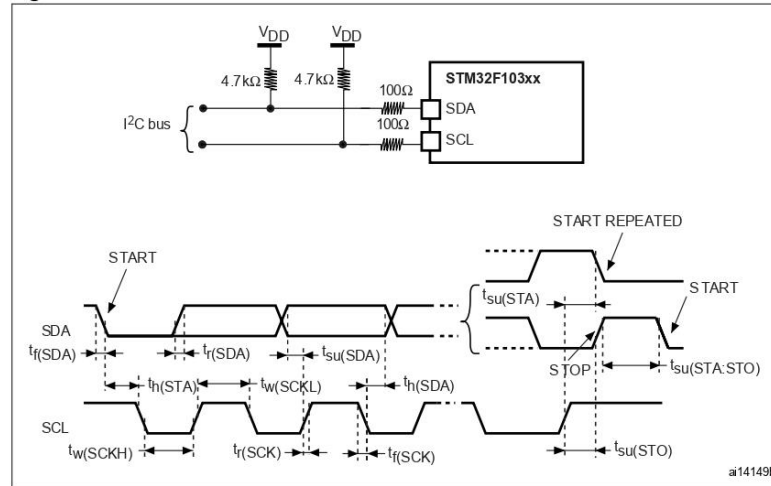 VDD VDD
4.7kΩ 4.7kΩ
STM32F103xx
100Ω
SDA
100Ω
I²C bus
SCL
START REPEATED
START
tsu(STA)
START
SDA
tf(SDA) tr(SDA) tsu(SDA)
STOP
tsu(STA:STO)
th(STA) tw(SCKL) th(SDA)
SCL
tw(SCKH) tr(SCK) tf(SCK) tsu(STO)